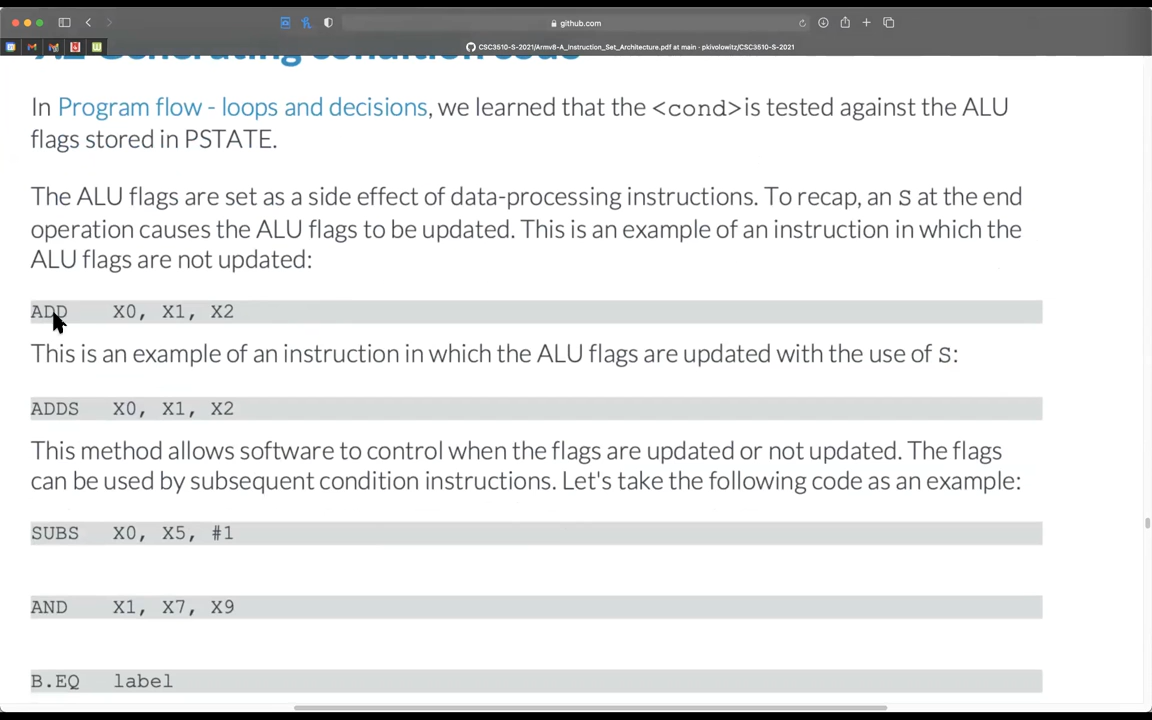 github.com
CSC3510-S-2021/Armv8-A_Instruction_Set_Architecture.pdf at main · pkivolowitz/CSC3510-S-2021
Generating condition code
In Program flow - loops and decisions, we learned that the <cond>is tested against the ALU
flags stored in PSTATE.
The ALU flags are set as a side effect of data-processing instructions. To recap, an S at the end
operation causes the ALU flags to be updated. This is an example of an instruction in which the
ALU flags are not updated:
ADD X0, X1, X2
This is an example of an instruction in which the ALU flags are updated with the use of S:
ADDS X0, X1, X2
This method allows software to control when the flags are updated or not updated. The flags
can be used by subsequent condition instructions. Let's take the following code as an example:
SUBS X0, X5, #1
AND X1, X7, X9
B.EQ label